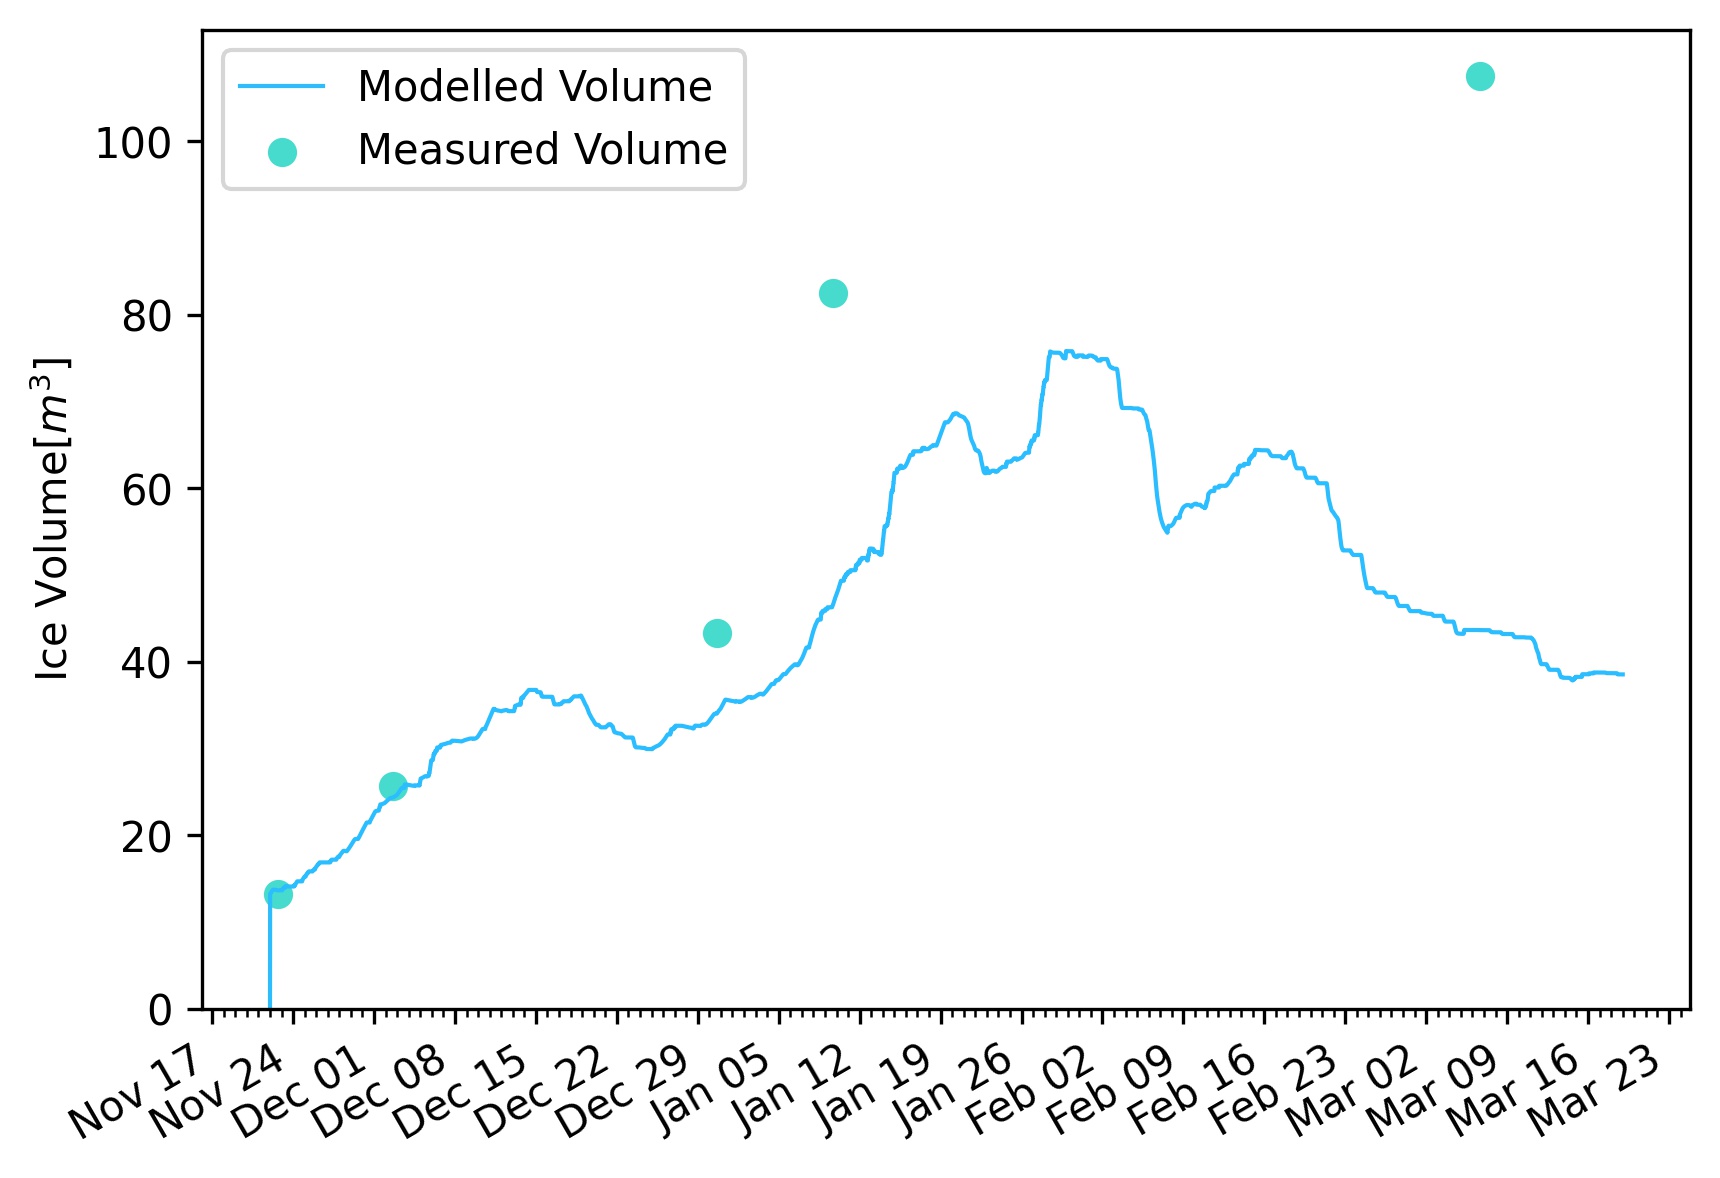 Modelled Volume
Measured Volume
Ice Volume[m³]
100
80
60
40
20
0
Nov 17
Nov 24
Dec 01
Dec 08
Dec 15
Dec 22
Dec 29
Jan 05
Jan 12
Jan 19
Jan 26
Feb 02
Feb 09
Feb 16
Feb 23
Mar 02
Mar 09
Mar 16
Mar 23